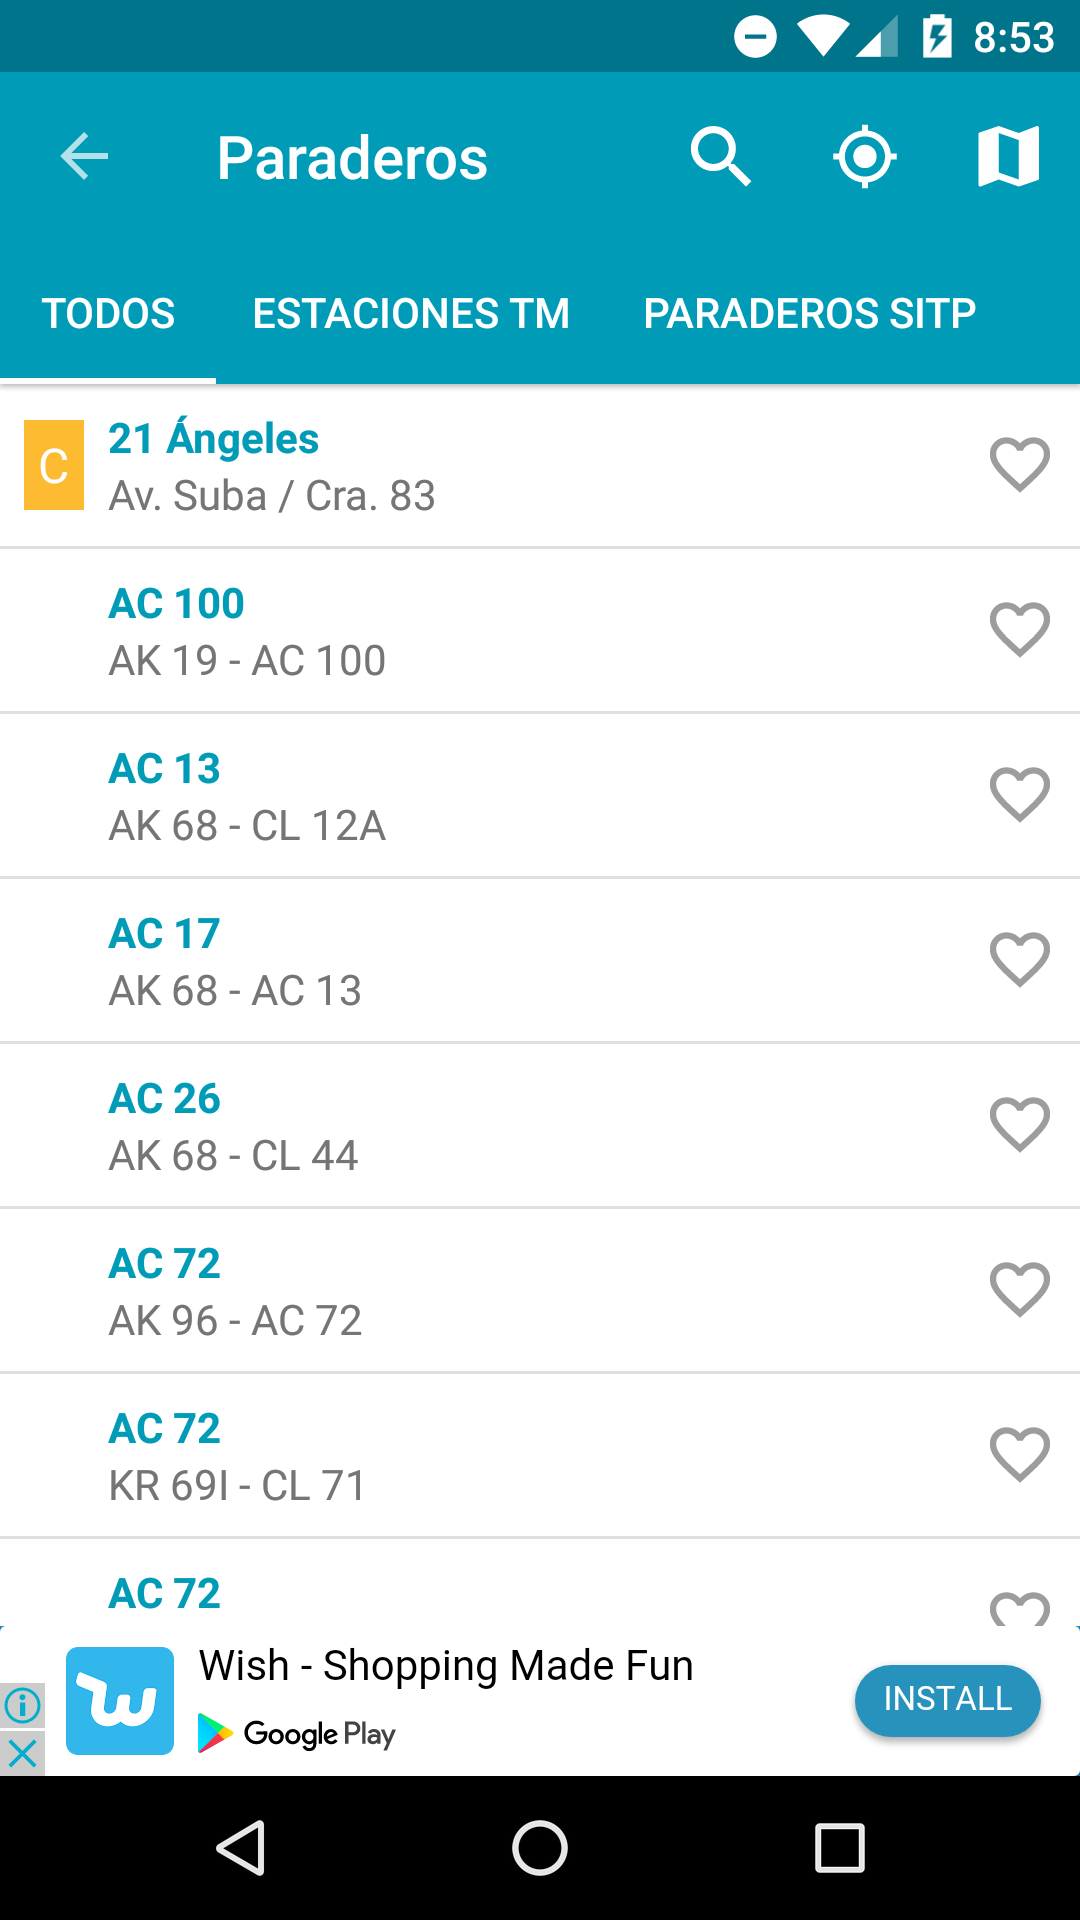 8:53
Paraderos
TODOS ESTACIONES TM PARADEROS SITP
C
21 Ángeles
Av. Suba / Cra. 83
AC 100
AK 19 - AC 100
AC 13
AK 68 - CL 12A
AC 17
AK 68 - AC 13
AC 26
AK 68 - CL 44
AC 72
AK 96 - AC 72
AC 72
KR 69I - CL 71
AC 72
Wish - Shopping Made Fun
Google Play
INSTALL